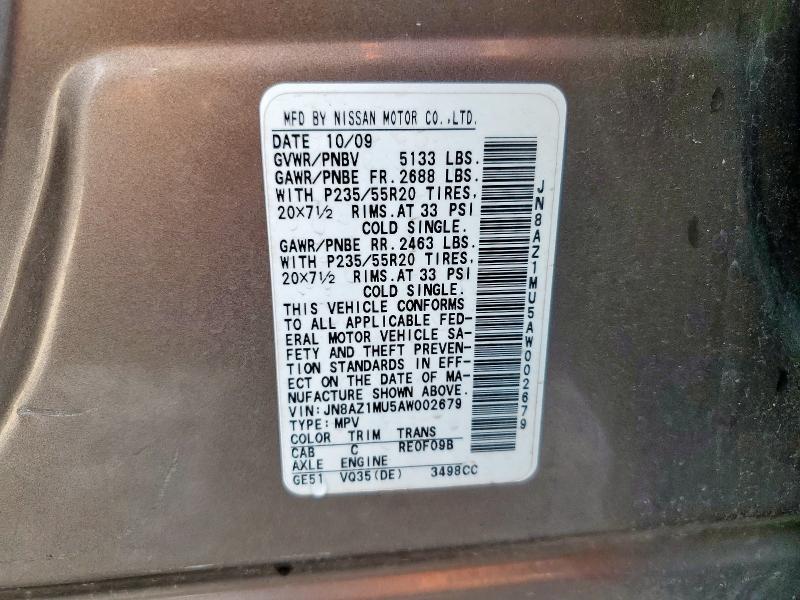 MFD BY NISSAN MOTOR CO.,LTD.
DATE 10/09
GVWR/PNBV 5133 LBS.
GAWR/PNBE FR. 2688 LBS.
WITH P235/55R20 TIRES,
20×7½ RIMS. AT 33 PSI
COLD SINGLE.
GAWR/PNBE RR. 2463 LBS.
WITH P235/55R20 TIRES,
20×7½ RIMS. AT 33 PSI
COLD SINGLE.
THIS VEHICLE CONFORMS
TO ALL APPLICABLE FED-
ERAL MOTOR VEHICLE SA-
FETY AND THEFT PREVEN-
TION STANDARDS IN EFF-
ECT ON THE DATE OF MA-
NUFACTURE SHOWN ABOVE.
VIN:JN8AZ1MU5AW002679
TYPE:MPV
COLOR TRIM TRANS
CAB C RE0F09B
AXLE ENGINE
GE51 VQ35(DE) 3498CC
JN8AZ1MU5AW002679